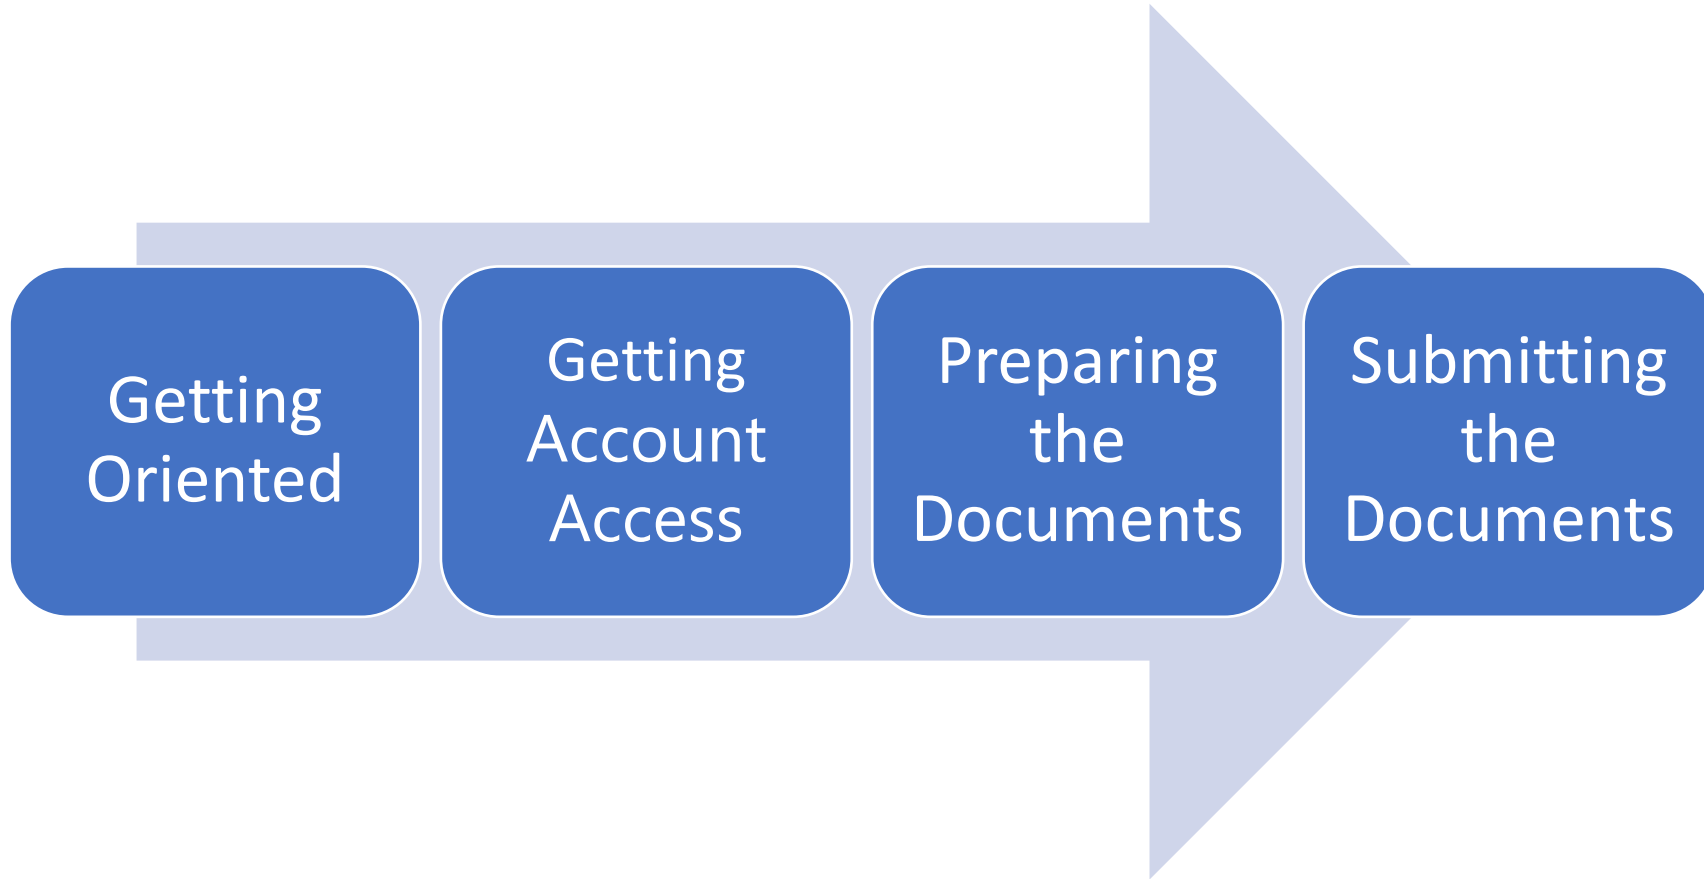 Getting
Oriented
Getting
Account
Access
Preparing
the
Documents
Submitting
the
Documents